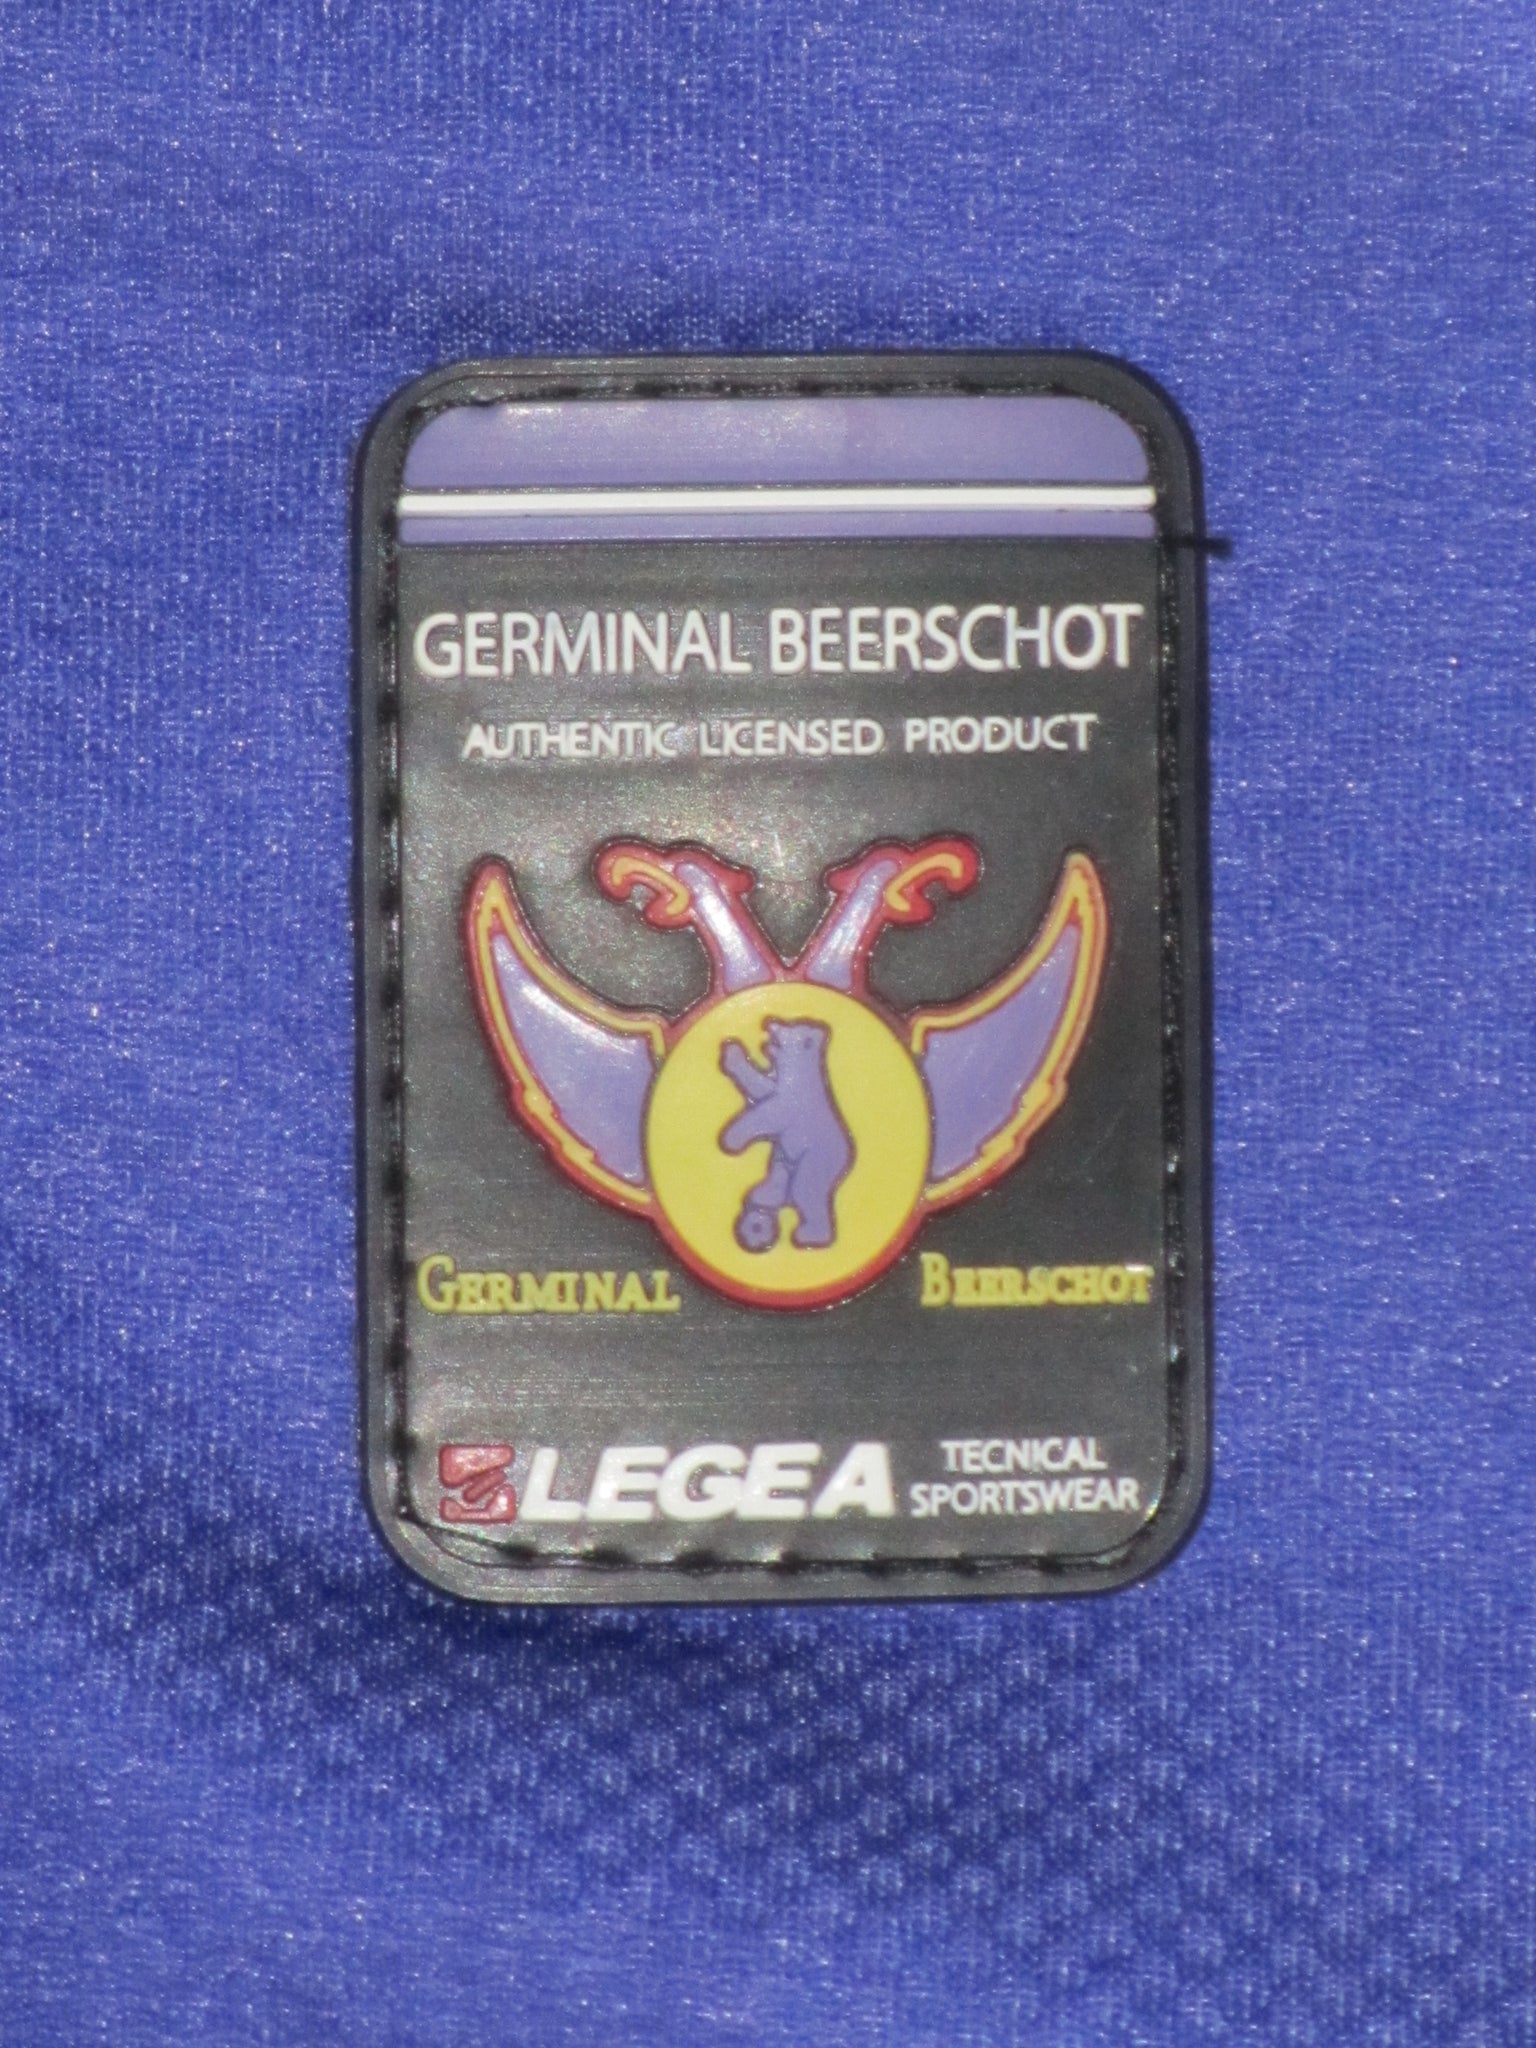 GERMINAL BEERSCHOT
AUTHENTIC LICENSED PRODUCT
GERMINAL BEERSCHOT
LEGEA TECNICAL
SPORTSWEAR